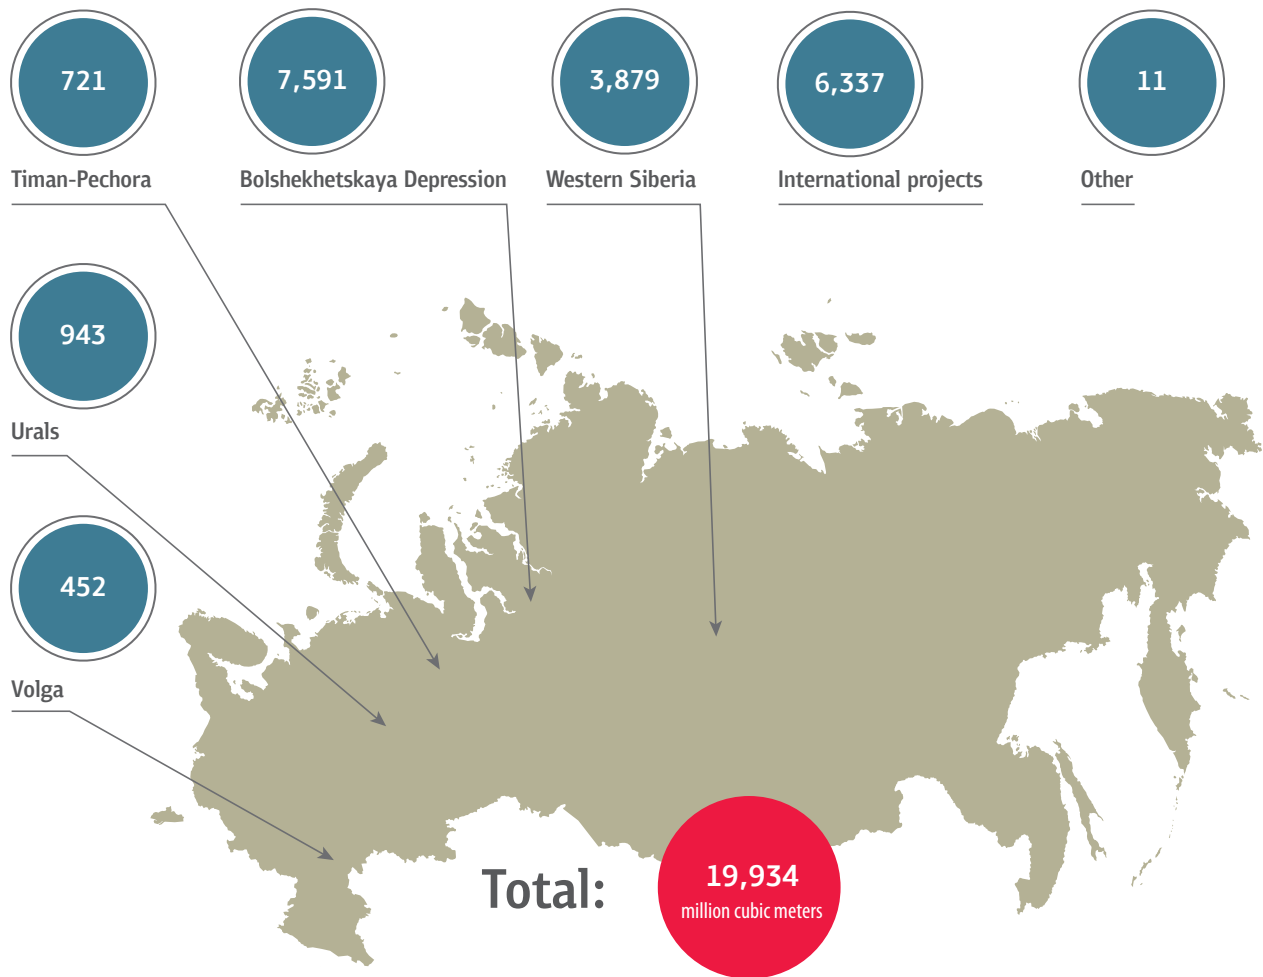 721
Timan-Pechora
7,591
Bolshekhetskaya Depression
3,879
Western Siberia
6,337
International projects
11
Other
943
Urals
452
Volga
Total:
19,934
million cubic meters